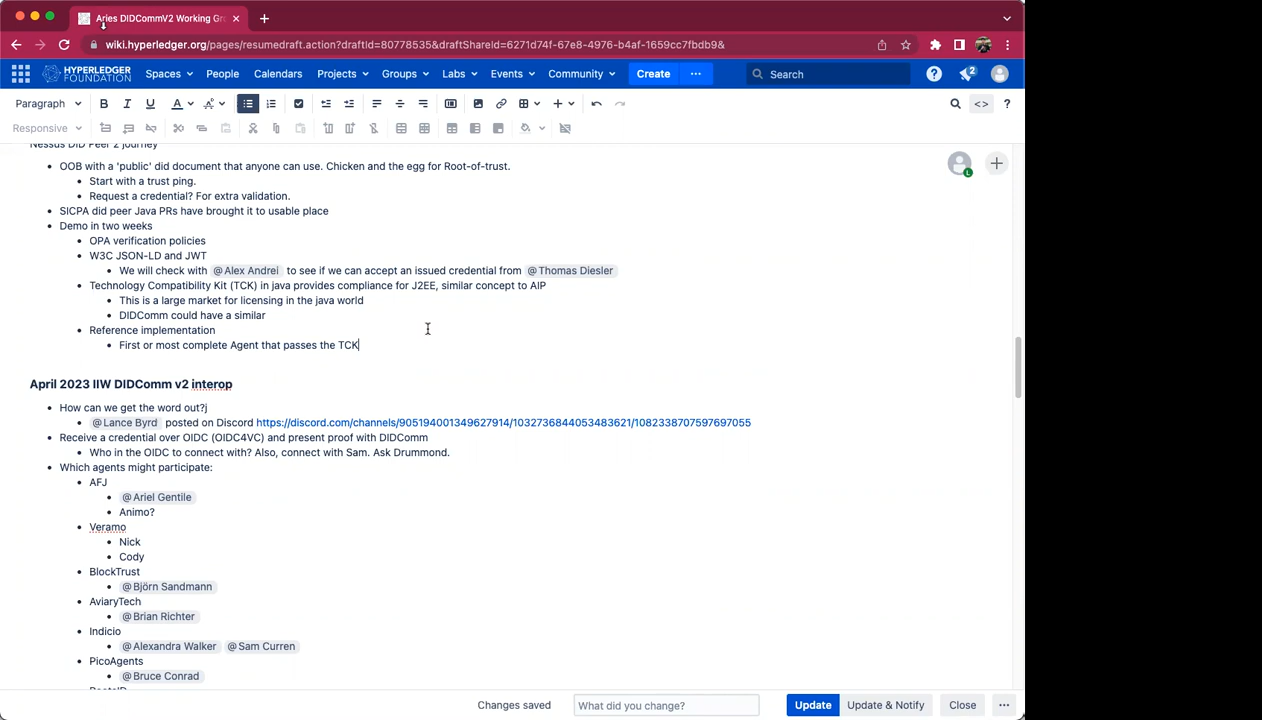 Aries DIDCommV2 Working Gr
wiki.hyperledger.org/pages/resumedraft.action?draftId=80778535&draftShareId=6271d74f-67e8-4976-b4af-1659cc7fbdb9&
HYPERLEDGER FOUNDATION Spaces People Calendars Projects Groups Labs Events Community Create ... Search 2
Paragraph B I U A <> ?
Responsive
Nessus DID Peer 2 journey
OOB with a 'public' did document that anyone can use. Chicken and the egg for Root-of-trust.
Start with a trust ping.
Request a credential? For extra validation.
SICPA did peer Java PRs have brought it to usable place
Demo in two weeks
OPA verification policies
W3C JSON-LD and JWT
We will check with @Alex Andrei to see if we can accept an issued credential from @Thomas Diesler
Technology Compatibility Kit (TCK) in java provides compliance for J2EE, similar concept to AIP
This is a large market for licensing in the java world
DIDComm could have a similar
Reference implementation
First or most complete Agent that passes the TCK
April 2023 IIW DIDComm v2 interop
How can we get the word out?j
@Lance Byrd posted on Discord https://discord.com/channels/905194001349627914/1032736844053483621/1082338707597697055
Receive a credential over OIDC (OIDC4VC) and present proof with DIDComm
Who in the OIDC to connect with? Also, connect with Sam. Ask Drummond.
Which agents might participate:
AFJ
@Ariel Gentile
Animo?
Veramo
Nick
Cody
BlockTrust
@Björn Sandmann
AviaryTech
@Brian Richter
Indicio
@Alexandra Walker @Sam Curren
PicoAgents
@Bruce Conrad
Changes saved What did you change? Update Update & Notify Close ...